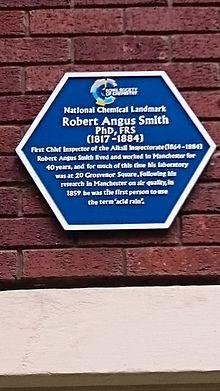 ROYAL SOCIETY
OF CHEMISTRY
National Chemical Landmark
Robert Angus Smith
PhD, FRS
(1817-1884)
First Chief Inspector of the Alkali Inspectorate (1864-1884)
Robert Angus Smith lived and worked in Manchester for
40 years, and for much of this time his laboratory
was at 20 Grosvenor Square. Following his
research in Manchester on air quality, in
1859 he was the first person to use
the term "acid rain".